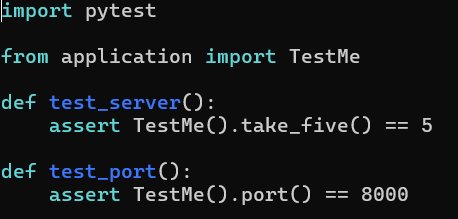 import pytest
from application import TestMe
def test_server():
    assert TestMe().take_five() == 5
def test_port():
    assert TestMe().port() == 8000